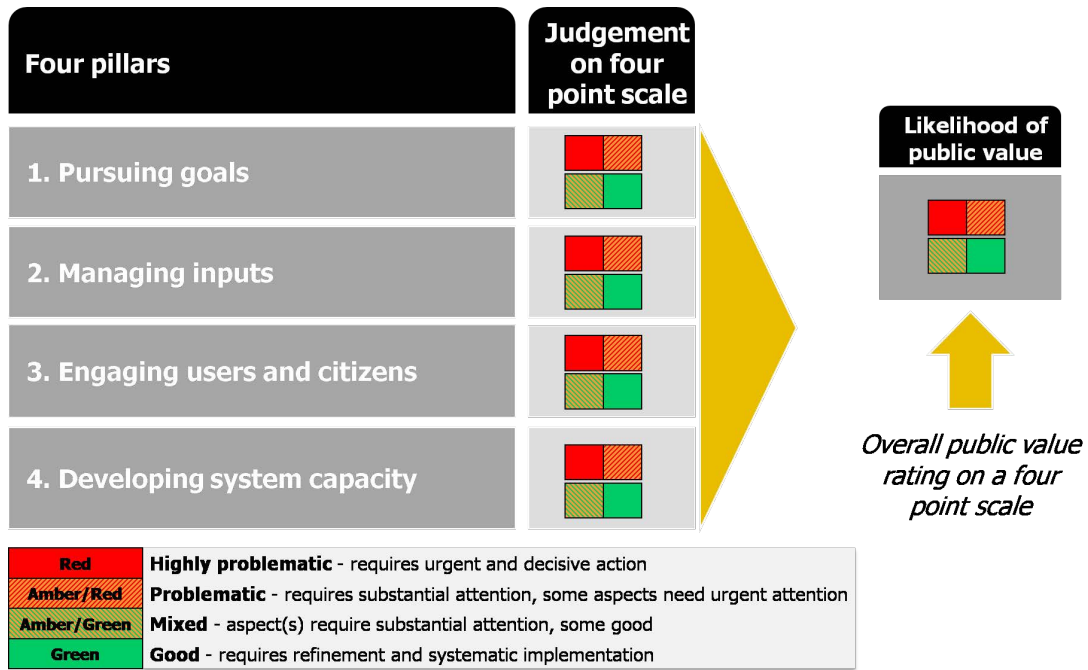 Four pillars
Judgement
on four
point scale
1. Pursuing goals
2. Managing inputs
3. Engaging users and citizens
4. Developing system capacity
Likelihood of
public value
Overall public value
rating on a four
point scale
Red Highly problematic - requires urgent and decisive action
Amber/Red Problematic - requires substantial attention, some aspects need urgent attention
Amber/Green Mixed - aspect(s) require substantial attention, some good
Green Good - requires refinement and systematic implementation